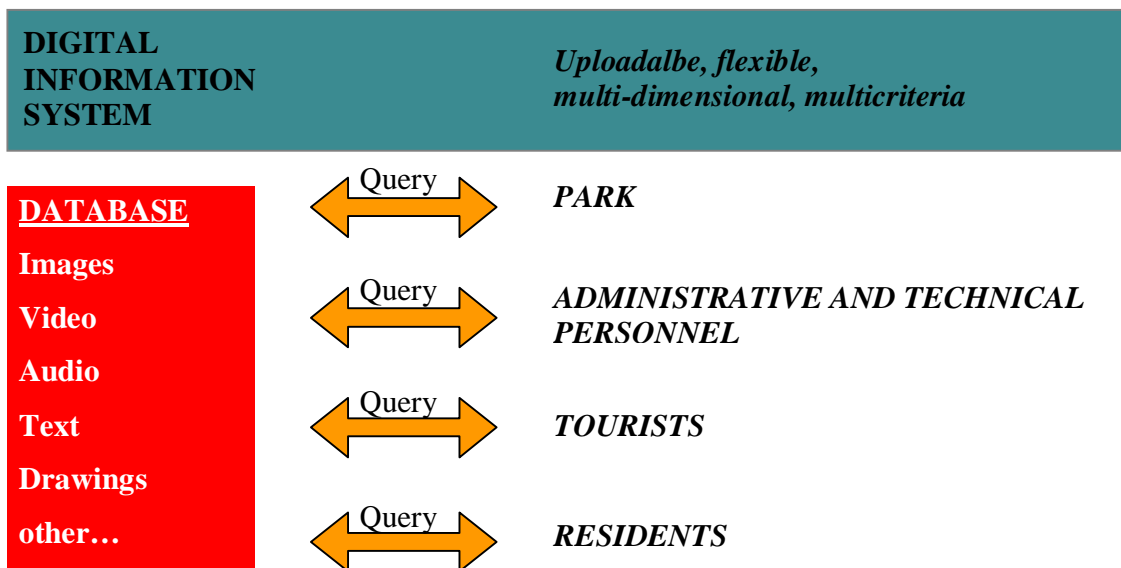 DIGITAL
INFORMATION
SYSTEM
Uploadalbe, flexible,
multi-dimensional, multicriteria
DATABASE
Images
Video
Audio
Text
Drawings
other…
Query
PARK
Query
ADMINISTRATIVE AND TECHNICAL
PERSONNEL
Query
TOURISTS
Query
RESIDENTS